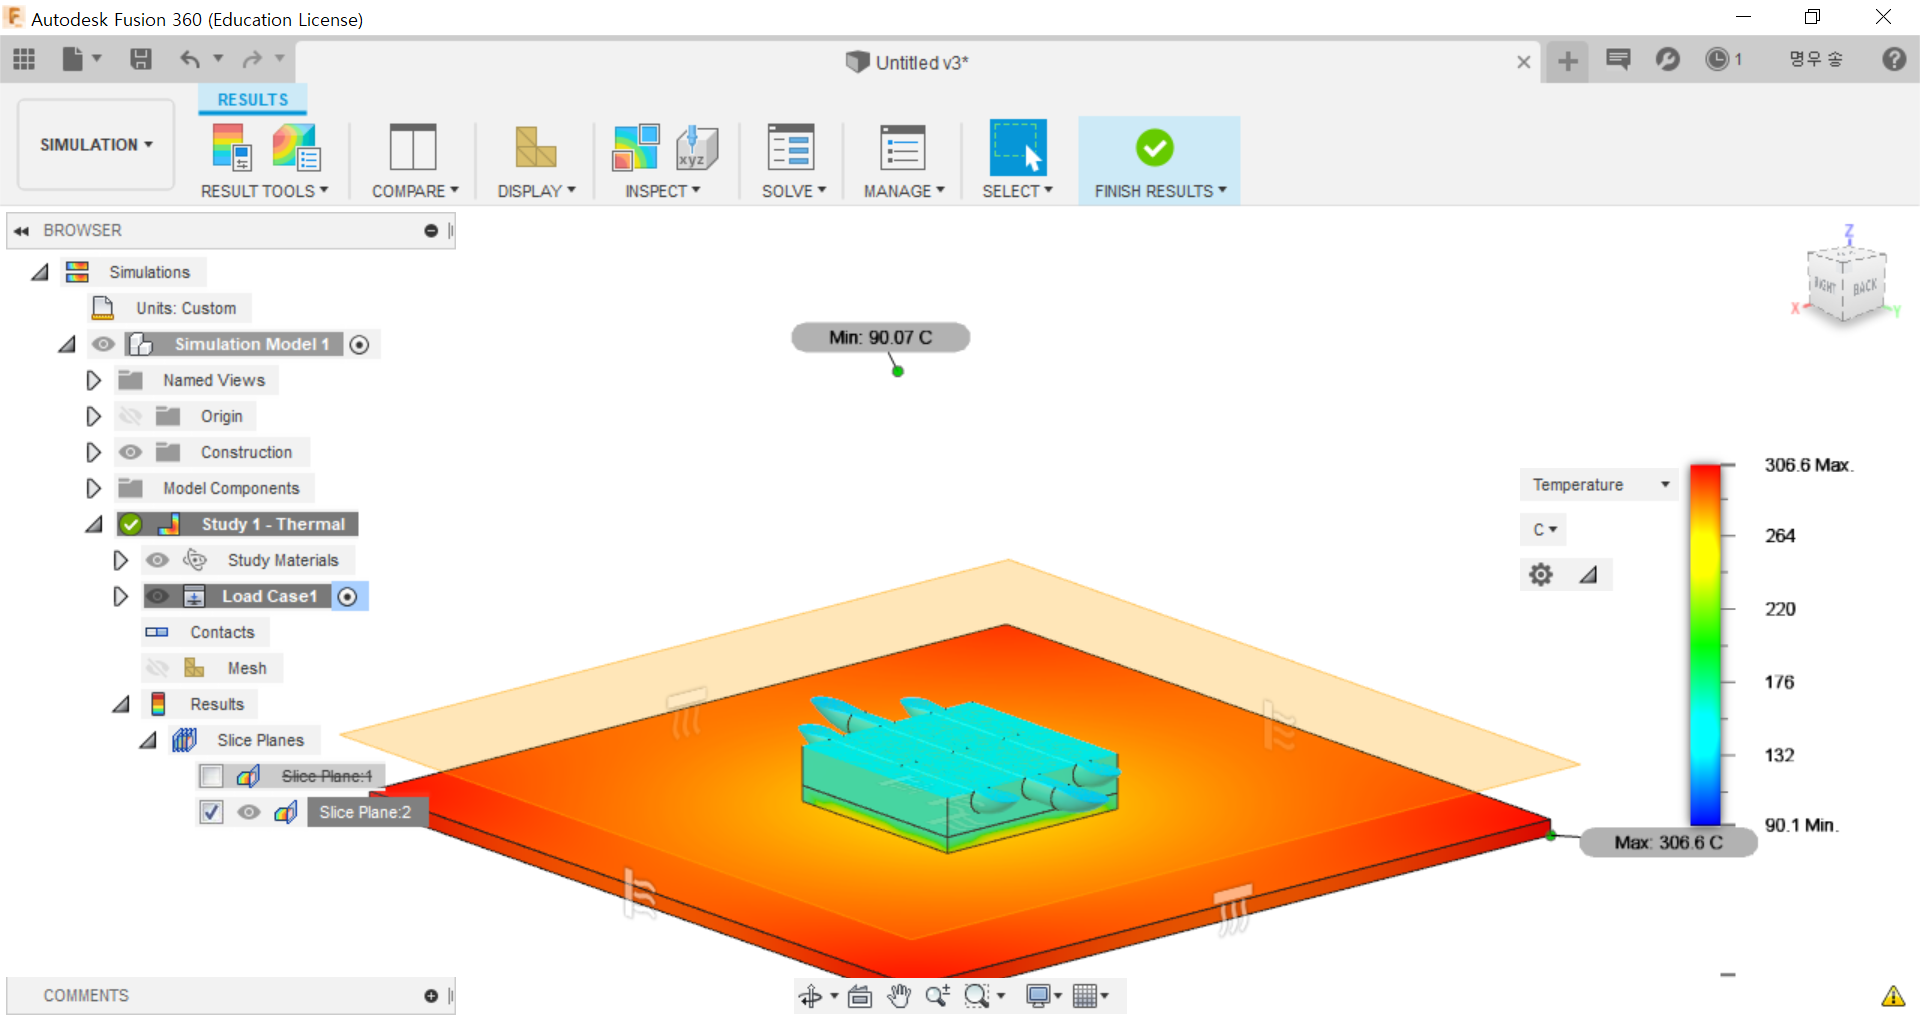 Autodesk Fusion 360 (Education License)
Untitled v3*
1
명우 송
RESULTS
SIMULATION
RESULT TOOLS
COMPARE
DISPLAY
xyz
INSPECT
SOLVE
MANAGE
SELECT
FINISH RESULTS
BROWSER
Simulations
Units: Custom
Simulation Model 1
Named Views
Origin
Construction
Model Components
Study 1 - Thermal
Study Materials
Load Case1
Contacts
Mesh
Results
Slice Planes
Slice Plane:1
Slice Plane:2
Min: 90.07 C
Z
RIGHT
BACK
X
Y
Temperature
C
306.6 Max.
264
220
176
132
90.1 Min.
Max: 306.6 C
COMMENTS